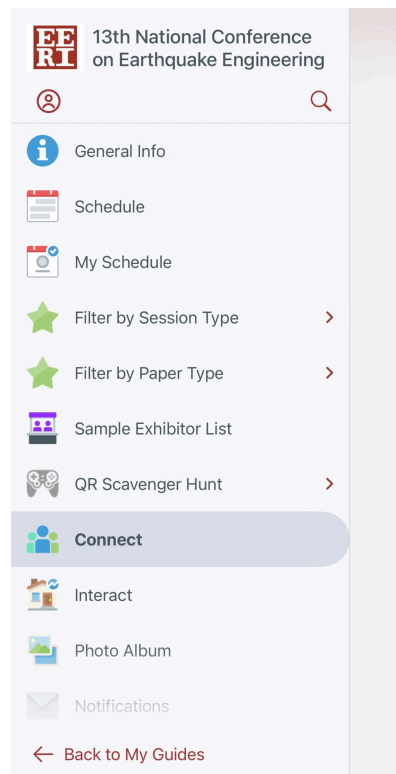 EE
RI
13th National Conference
on Earthquake Engineering
General Info
Schedule
My Schedule
Filter by Session Type
Filter by Paper Type
Sample Exhibitor List
QR Scavenger Hunt
Connect
Interact
Photo Album
Notifications
Back to My Guides